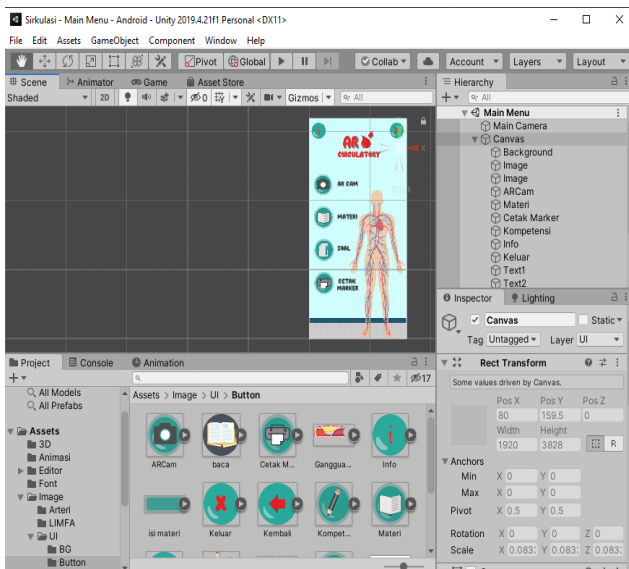 Sirkulasi - Main Menu - Android - Unity 2019.4.21f1 Personal <DX11>
File Edit Assets GameObject Component Window Help
Pivot Global Collab Account Layers Layout
Scene Animator Game Asset Store
Shaded 2D 0 Gizmos All
AR
CIRCULATORY
AR CAM
MATERI
SOAL
CETAK
MARKER
X
Back
Hierarchy
All
Main Menu
Main Camera
Canvas
Background
Image
Image
ARCam
Materi
Cetak Marker
Kompetensi
Info
Keluar
Text1
Text2
Inspector Lighting
Canvas Static
Tag Untagged Layer UI
Rect Transform
Some values driven by Canvas.
Pos X Pos Y Pos Z
80 159.5 0
Width Height
1920 3828 R
Anchors
Min X 0 Y 0
Max X 0 Y 0
Pivot X 0.5 Y 0.5
Rotation X 0 Y 0 Z 0
Scale X 0.083: Y 0.083: Z 0.083:
Project Console Animation
17
All Models
All Prefabs
Assets
3D
Animasi
Editor
Font
Image
Arteri
LIMFA
UI
BG
Button
Assets > Image > UI > Button
ARCam baca Cetak M... Ganggua... Info
isi materi Keluar Kembali Kompet... Materi